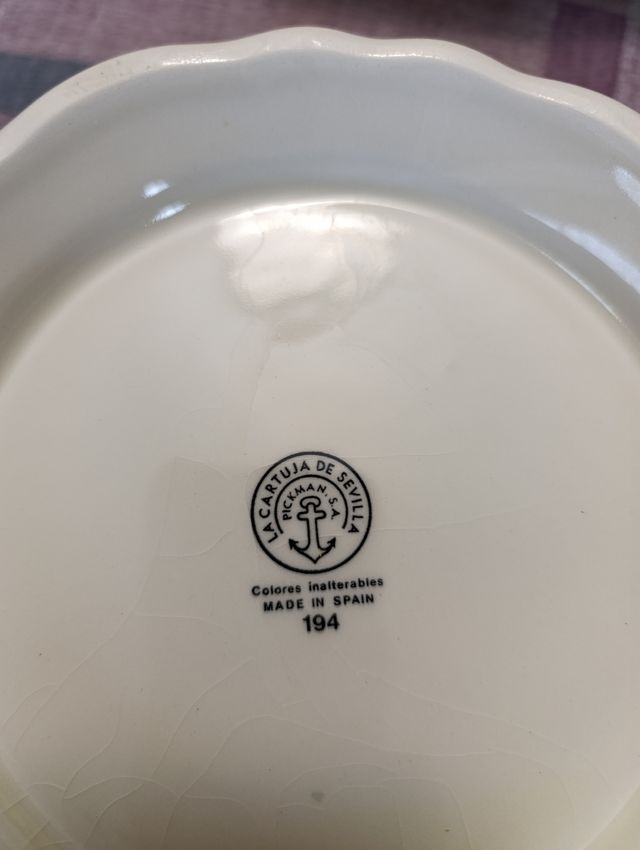 LA CARTUJA DE SEVILLA
PICKMAN, S.A.
Colores inalterables
MADE IN SPAIN
194